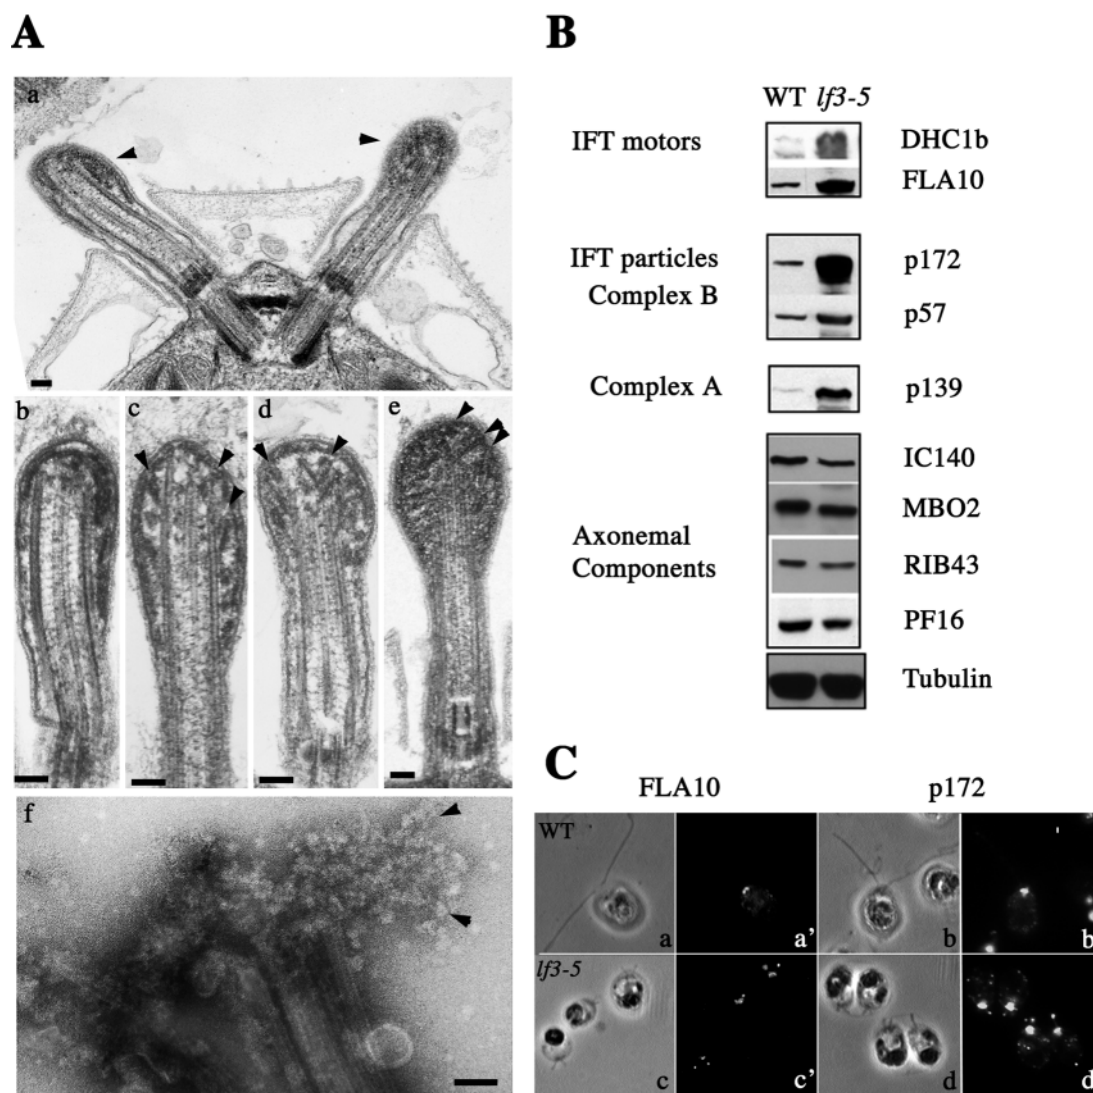 A
a
b
c
d
e
f
B
WT lf3-5
IFT motors
DHC1b
FLA10
IFT particles
Complex B
p172
p57
Complex A
p139
Axonemal
Components
IC140
MBO2
RIB43
PF16
Tubulin
C
FLA10 p172
WT
a a’ b b
lf3-5
c c’ d d